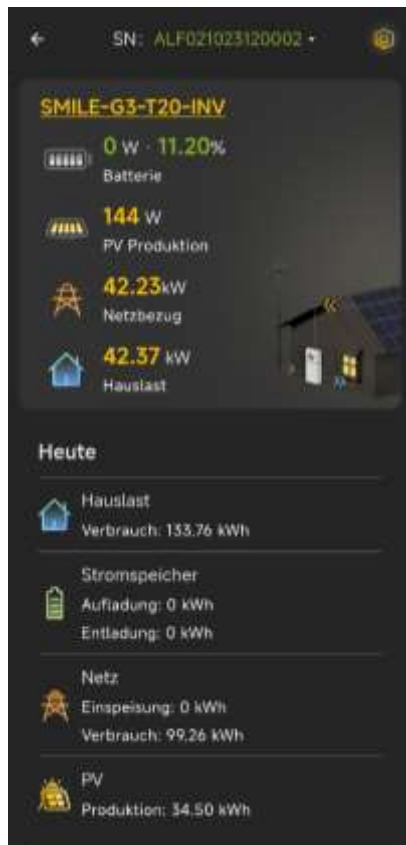 SN: ALF021023120002
SMILE-G3-T20-INV
0 W · 11.20%
Batterie
144 W
PV Produktion
42.23kW
Netzbezug
42.37 kW
Hauslast
Heute
Hauslast
Verbrauch: 133.76 kWh
Stromspeicher
Aufladung: 0 kWh
Entladung: 0 kWh
Netz
Einspeisung: 0 kWh
Verbrauch: 99.26 kWh
PV
Produktion: 34.50 kWh